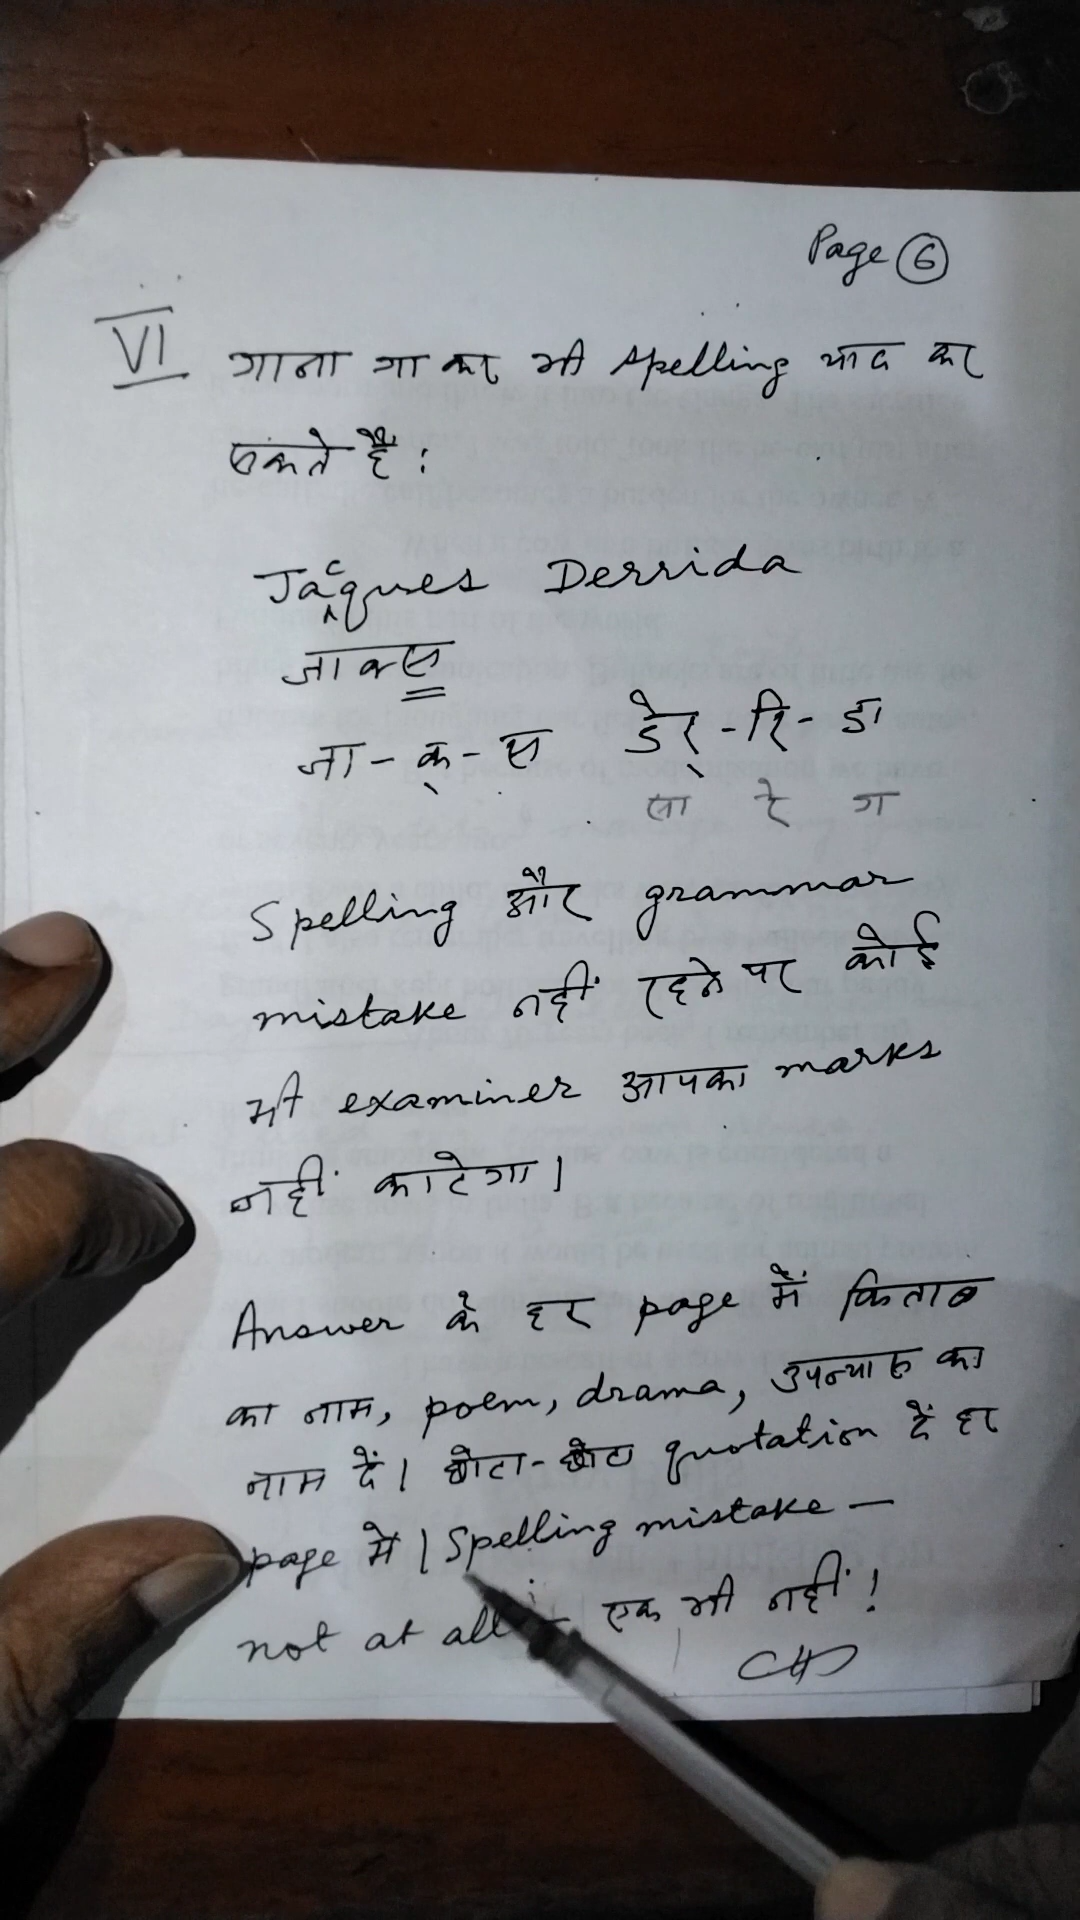 Page 6
VI गाना गा कर भी spelling याद कर
सकते हैं :
Jacques Derrida
जाक्स
जा - क् - स डेर् - रि - डा
सा रे ग
Spelling और grammar
mistake नहीं रहने पर कोई
भी examiner आपका marks
नहीं काटेगा।
Answer के हर page में किताब
का नाम, poem, drama, उपन्यास का
नाम दें। छोटा-छोटा quotation दें हर
page में। Spelling mistake —
not at all एक भी नहीं!